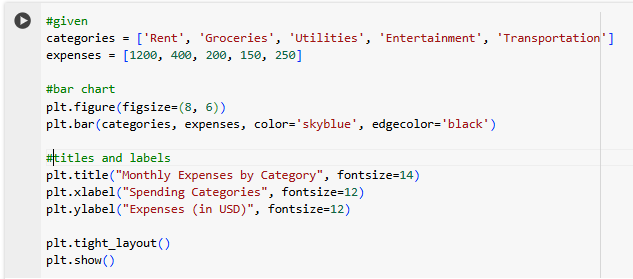 #given
categories = ['Rent', 'Groceries', 'Utilities', 'Entertainment', 'Transportation']
expenses = [1200, 400, 200, 150, 250]
#bar chart
plt.figure(figsize=(8, 6))
plt.bar(categories, expenses, color='skyblue', edgecolor='black')
#titles and labels
plt.title("Monthly Expenses by Category", fontsize=14)
plt.xlabel("Spending Categories", fontsize=12)
plt.ylabel("Expenses (in USD)", fontsize=12)
plt.tight_layout()
plt.show()